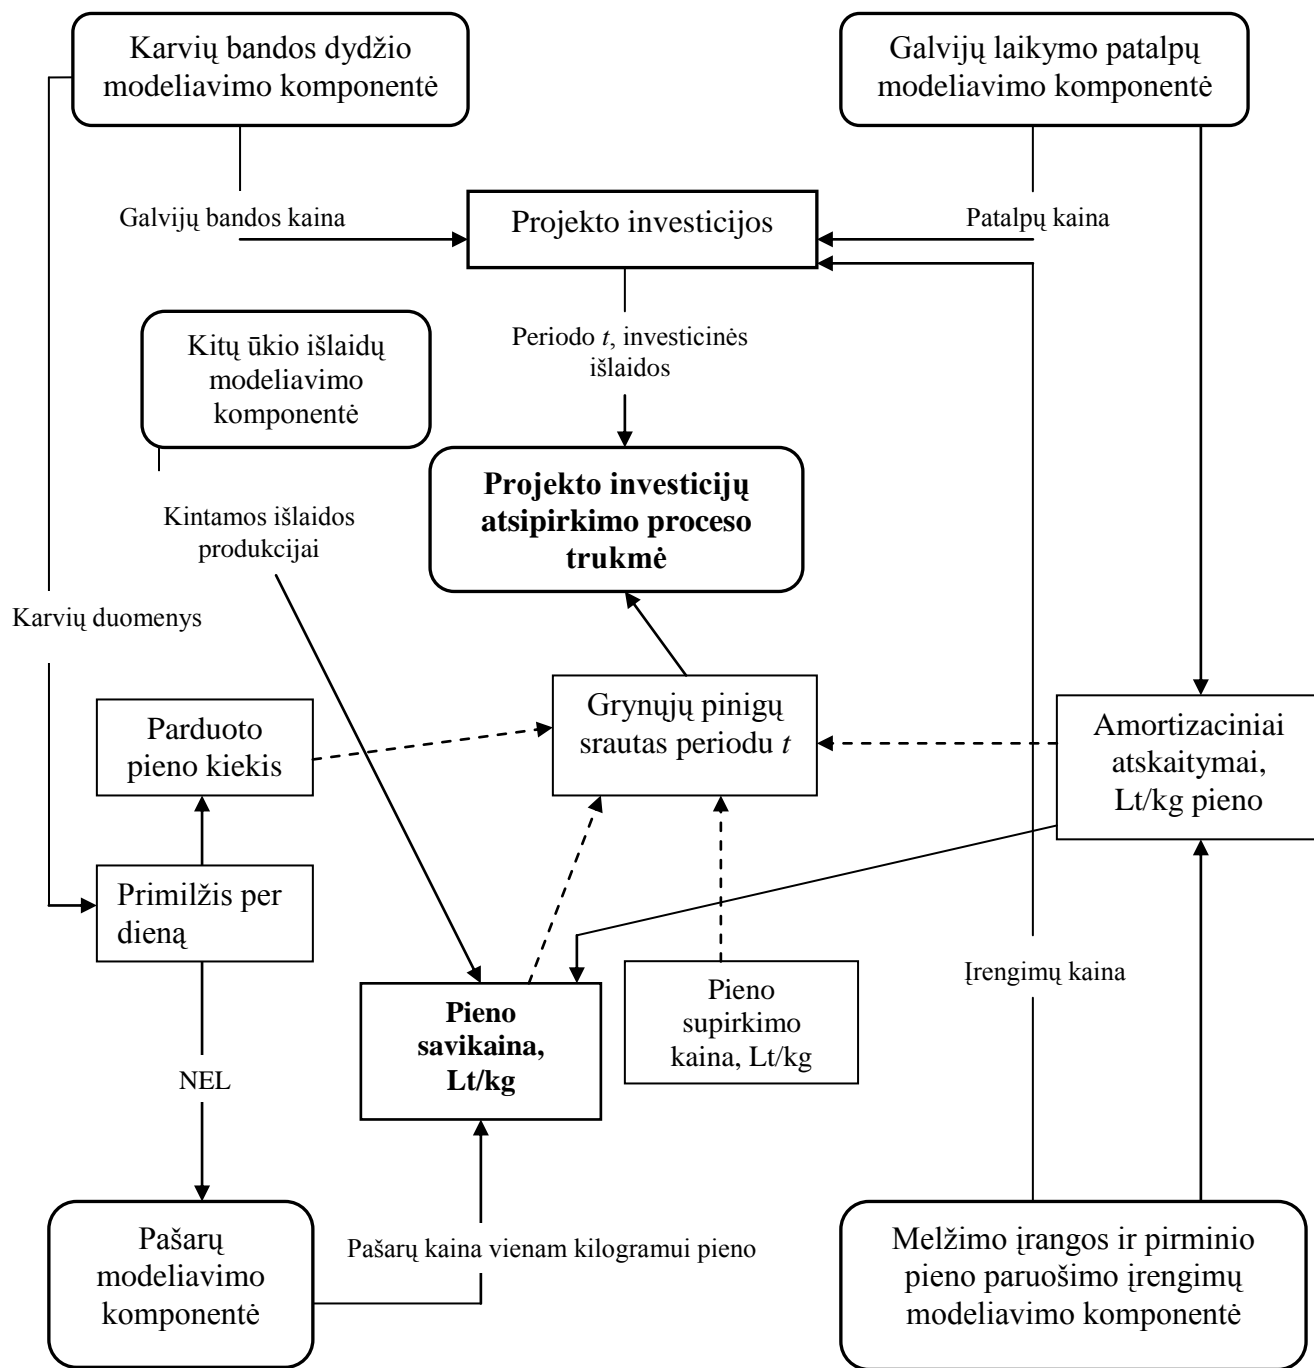 Karvių bandos dydžio
modeliavimo komponentė
Galvijų laikymo patalpų
modeliavimo komponentė
Galvijų bandos kaina
Projekto investicijos
Patalpų kaina
Kitų ūkio išlaidų
modeliavimo
komponentė
Periodo t, investicinės
išlaidos
Projekto investicijų
atsipirkimo proceso
trukmė
Kintamos išlaidos
produkcijai
Karvių duomenys
Parduoto
pieno kiekis
Grynųjų pinigų
srautas periodu t
Amortizaciniai
atskaitymai,
Lt/kg pieno
Primilžis per
dieną
Pieno
savikaina,
Lt/kg
Pieno
supirkimo
kaina, Lt/kg
Įrengimų kaina
NEL
Pašarų
modeliavimo
komponentė
Pašarų kaina vienam kilogramui pieno
Melžimo įrangos ir pirminio
pieno paruošimo įrengimų
modeliavimo komponentė